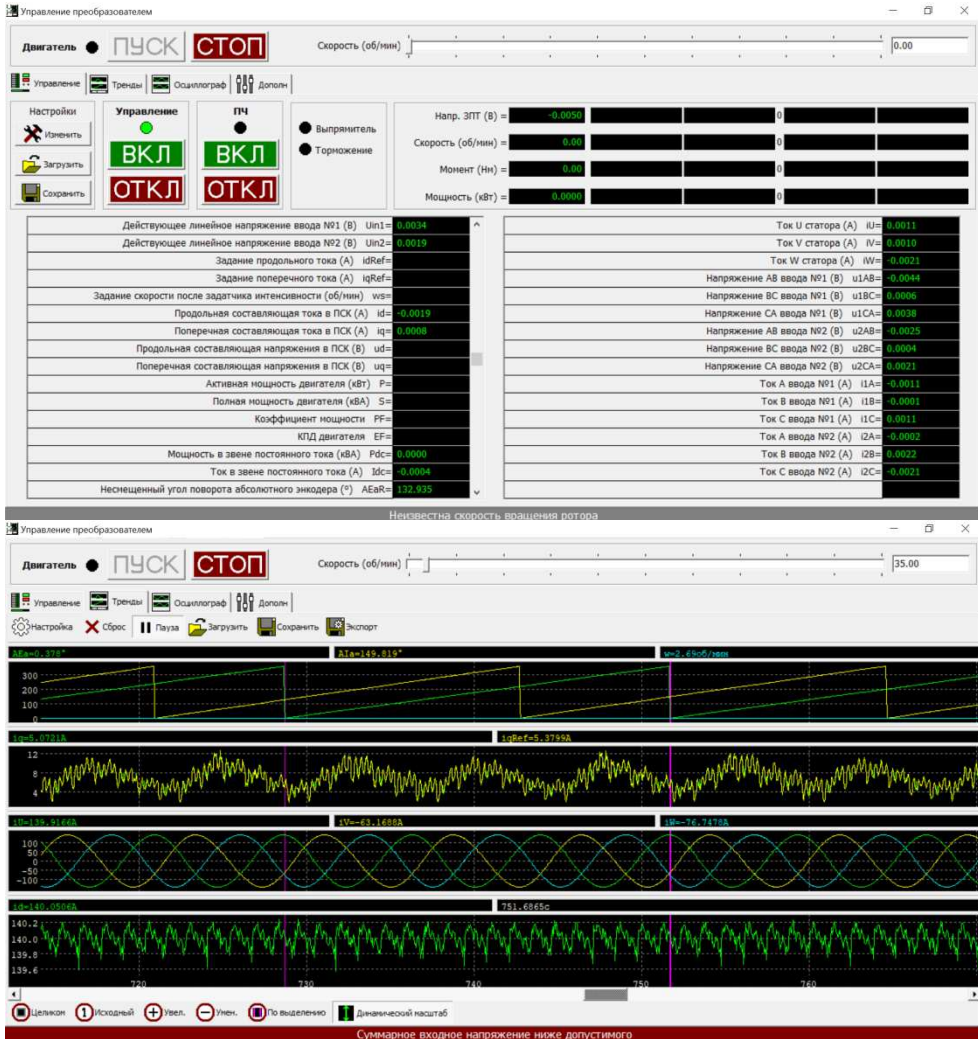 Управление преобразователем
Двигатель ПУСК СТОП Скорость (об/мин) 0.00
Управление Тренды Осциллограф Дополн
Настройки Управление ПЧ
Изменить ВКЛ ВКЛ Выпрямитель Торможение
Загрузить
Сохранить ОТКЛ ОТКЛ
Напр. ЗПТ (В) = -0.0050 0
Скорость (об/мин) = 0.00
Момент (Нм) = 0.00 0
Мощность (кВт) = 0.0000 0
Действующее линейное напряжение ввода №1 (В) Uin1= 0.0034
Действующее линейное напряжение ввода №2 (В) Uin2= 0.0019
Задание продольного тока (А) idRef=
Задание поперечного тока (А) iqRef=
Задание скорости после задатчика интенсивности (об/мин) ws=
Продольная составляющая тока в ПСК (А) id= -0.0019
Поперечная составляющая тока в ПСК (А) iq= 0.0008
Продольная составляющая напряжения в ПСК (В) ud=
Поперечная составляющая напряжения в ПСК (В) uq=
Активная мощность двигателя (кВт) P=
Полная мощность двигателя (кВА) S=
Коэффициент мощности PF=
КПД двигателя EF=
Мощность в звене постоянного тока (кВА) Pdc= 0.0000
Ток в звене постоянного тока (А) Idc= -0.0004
Несмещенный угол поворота абсолютного энкодера (°) AEaR= 132.935
Ток U статора (А) iU= 0.0011
Ток V статора (А) iV= 0.0010
Ток W статора (А) iW= -0.0021
Напряжение АВ ввода №1 (В) u1AB= -0.0044
Напряжение ВС ввода №1 (В) u1BC= 0.0006
Напряжение СА ввода №1 (В) u1CA= 0.0038
Напряжение АВ ввода №2 (В) u2AB= -0.0025
Напряжение ВС ввода №2 (В) u2BC= 0.0004
Напряжение СА ввода №2 (В) u2CA= 0.0021
Ток А ввода №1 (А) i1A= -0.0011
Ток В ввода №1 (А) i1B= -0.0001
Ток С ввода №1 (А) i1C= 0.0011
Ток А ввода №2 (А) i2A= -0.0002
Ток В ввода №2 (А) i2B= 0.0022
Ток С ввода №2 (А) i2C= -0.0021
Неизвестна скорость вращения ротора
Управление преобразователем
Двигатель ПУСК СТОП Скорость (об/мин) 35.00
Управление Тренды Осциллограф Дополн
Настройка Сброс Пауза Загрузить Сохранить Экспорт
AEa=0.378° AIa=149.819° w=2.69об/мин
300
200
100
0
iq=5.0721A iqRef=5.3799A
12
8
4
iU=139.9166A iV=-63.1688A iW=-76.7478A
100
50
0
-50
-100
id=140.0506A 751.6865с
140.2
140.0
139.8
139.6
720 730 740 750 760
Целиком 1 Исходный Увел. Умен. По выделению Динамический масштаб
Суммарное входное напряжение ниже допустимого